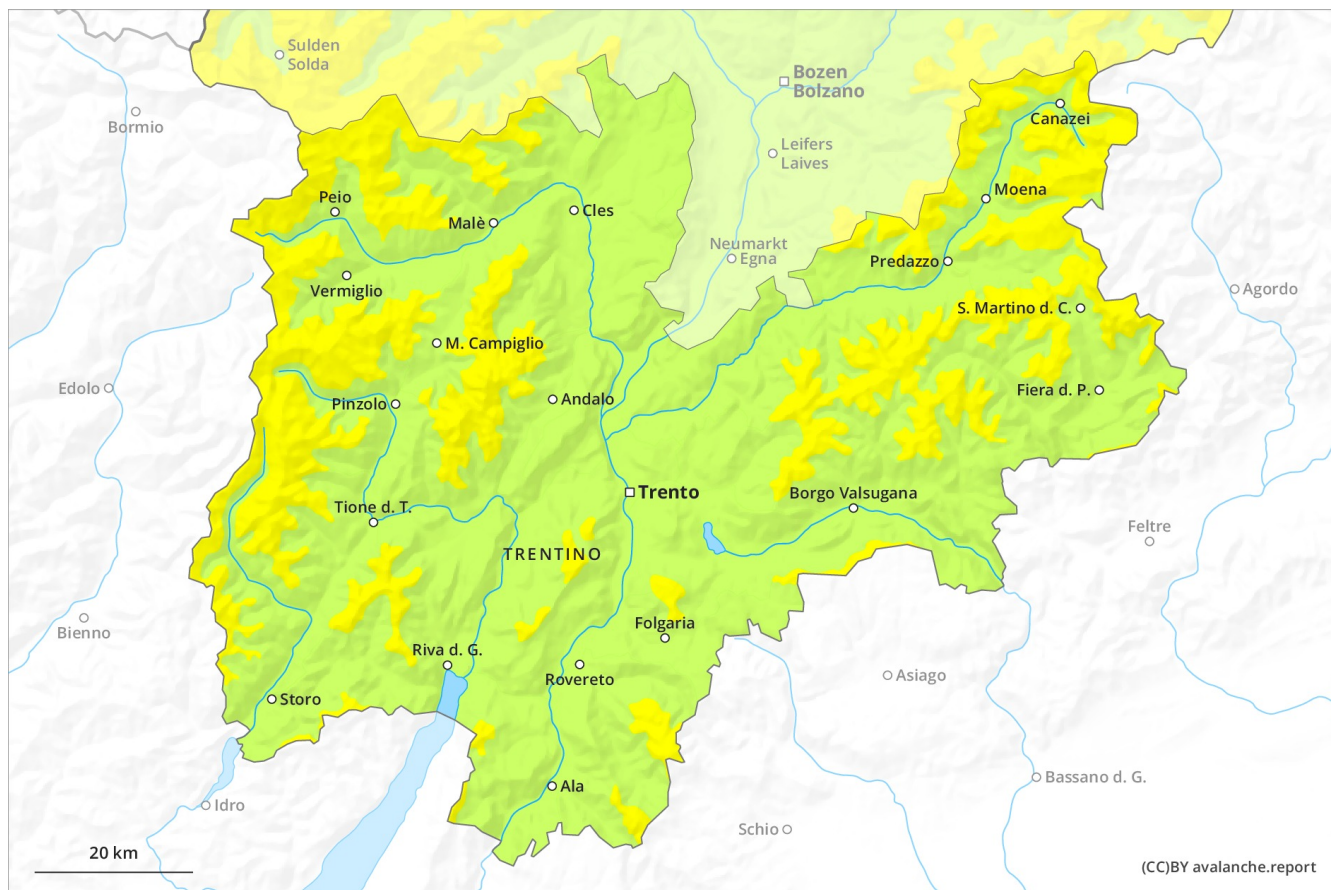 Sulden
Solda
Bozen
Bolzano
Bormio
Canazei
Leifers
Laives
Peio
Moena
Malè
Cles
Neumarkt
Egna
Predazzo
Vermiglio
Agordo
S. Martino d. C.
M. Campiglio
Edolo
Fiera d. P.
Pinzolo
Andalo
Trento
Borgo Valsugana
Tione d. T.
Feltre
TRENTINO
Bienno
Folgaria
Riva d. G.
Asiago
Rovereto
Storo
Bassano d. G.
Ala
Idro
Schio
20 km
(CC)BY avalanche.report